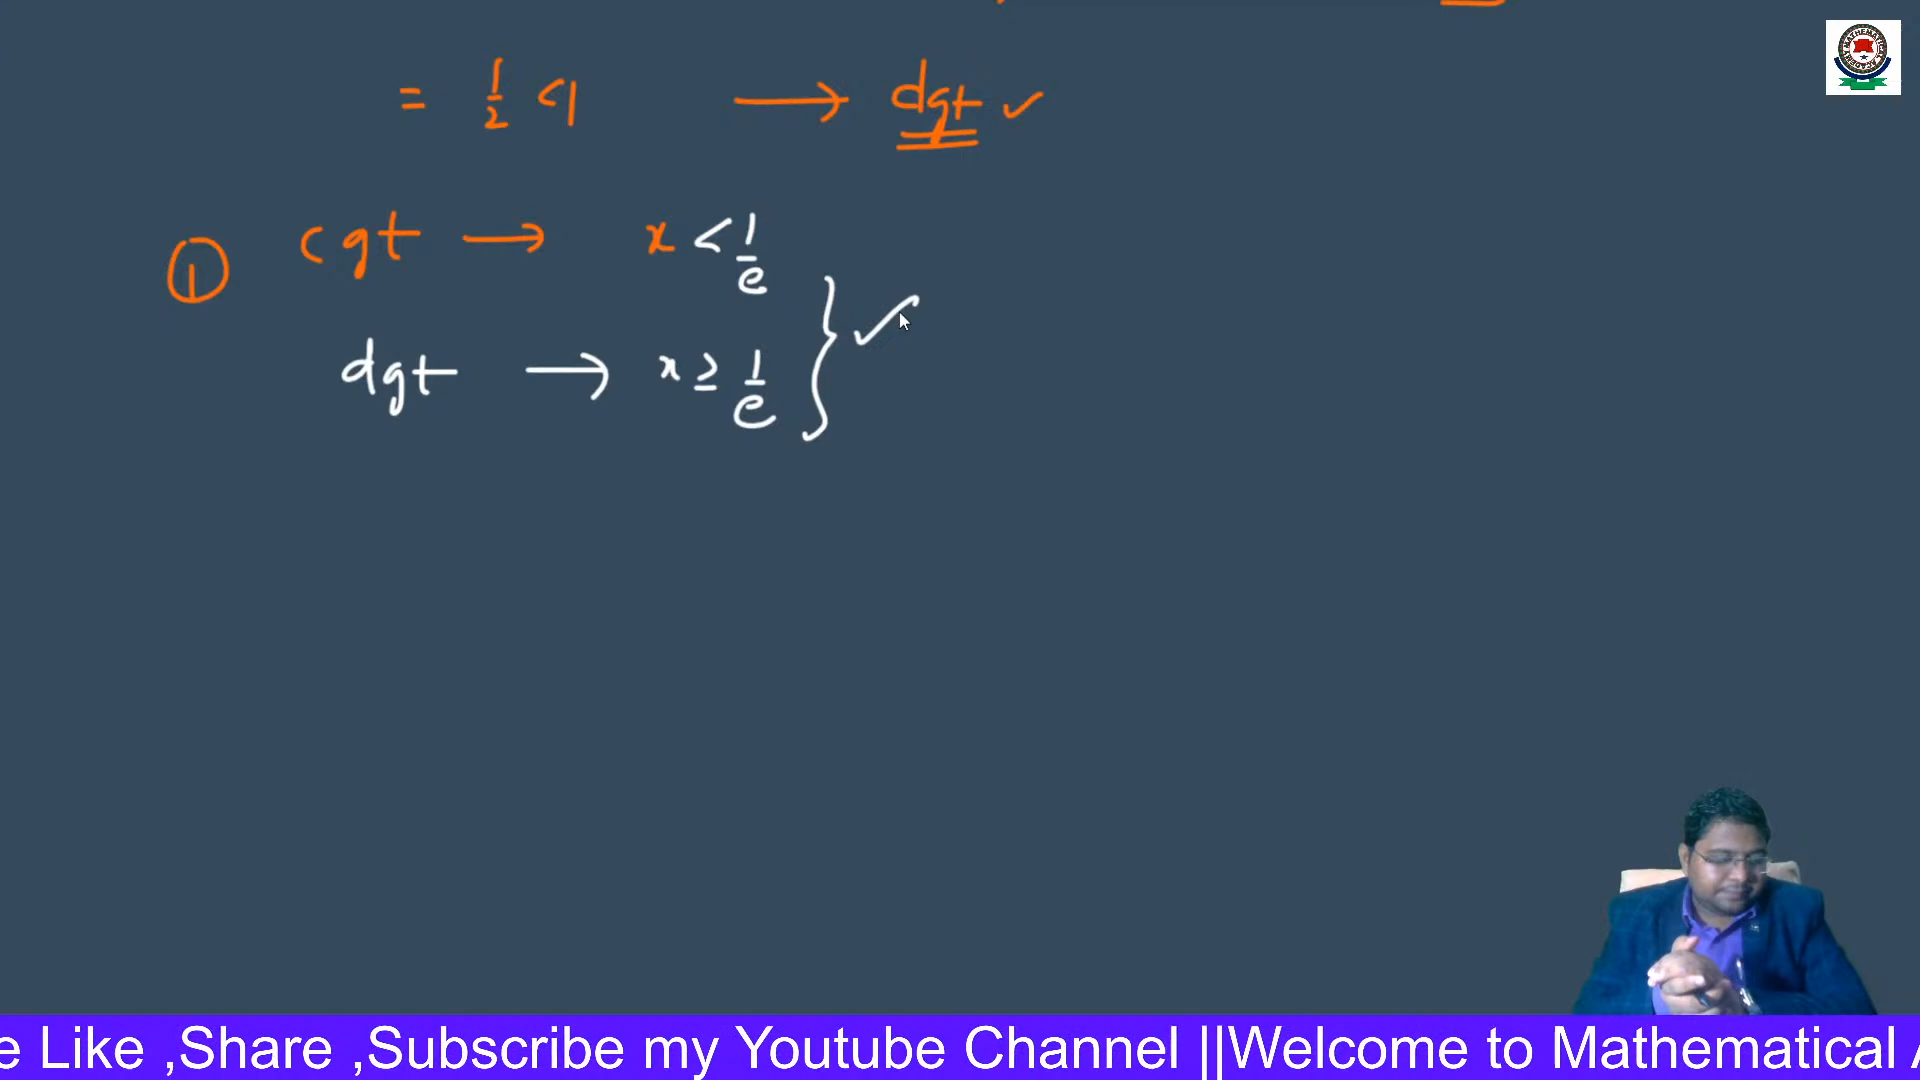 = 1/2 < 1 → dgt ✓
① cgt → x < 1/e
dgt → x ≥ 1/e } ✓
e Like ,Share ,Subscribe my Youtube Channel ||Welcome to Mathematical A